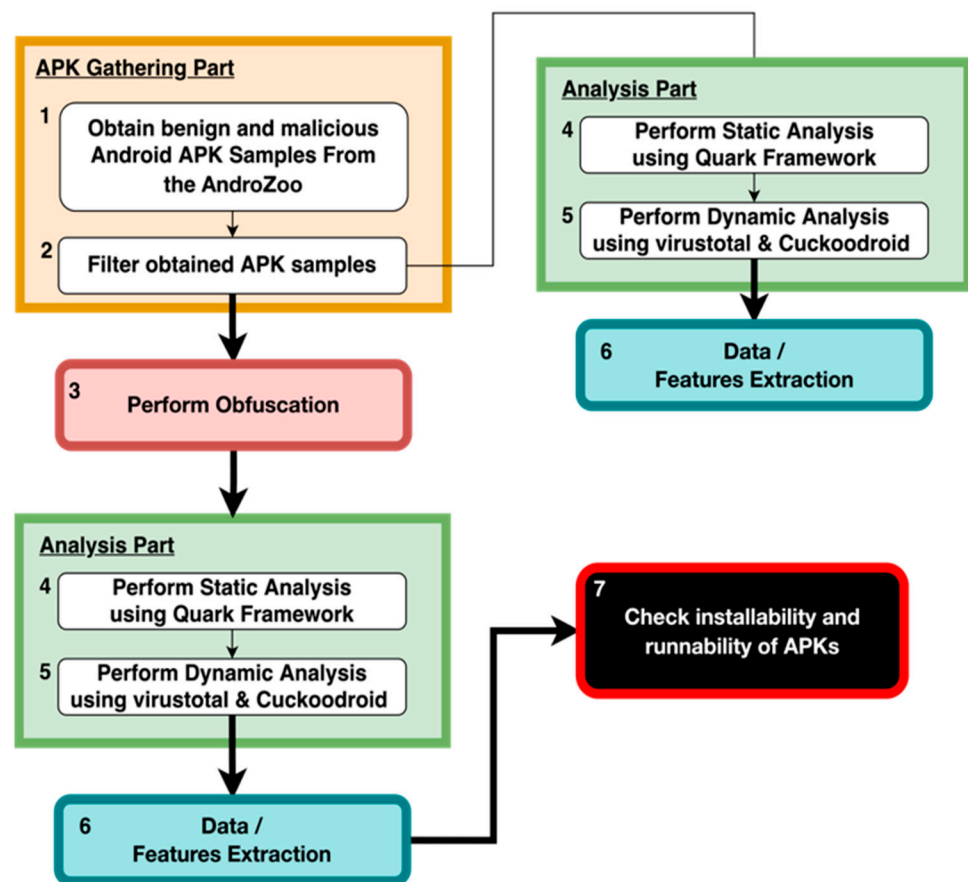 APK Gathering Part
1
Obtain benign and malicious
Android APK Samples From
the AndroZoo
2
Filter obtained APK samples
3
Perform Obfuscation
Analysis Part
4
Perform Static Analysis
using Quark Framework
5
Perform Dynamic Analysis
using virustotal & Cuckoodroid
6
Data /
Features Extraction
Analysis Part
4
Perform Static Analysis
using Quark Framework
5
Perform Dynamic Analysis
using virustotal & Cuckoodroid
6
Data /
Features Extraction
7
Check installability and
runnability of APKs